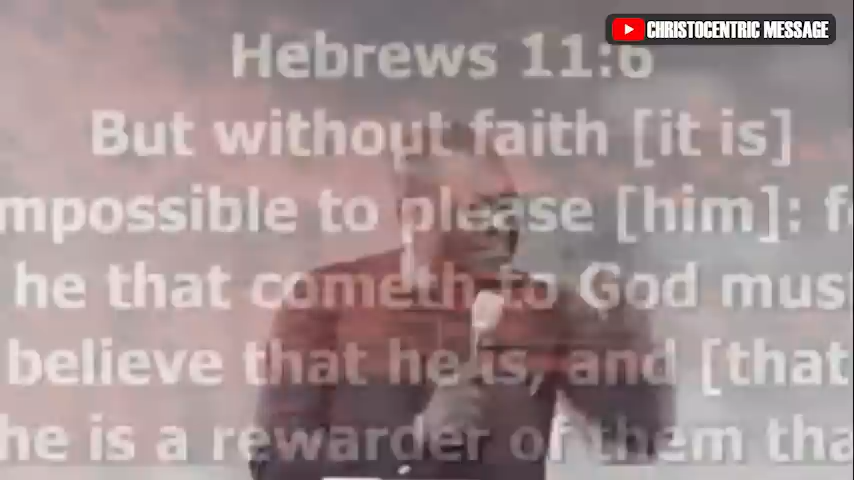 CHRISTOCENTRIC MESSAGE
Hebrews 11:6
But without faith [it is]
mpossible to please [him]: f
he that cometh to God mus
believe that he is, and [that
he is a rewarder of them tha